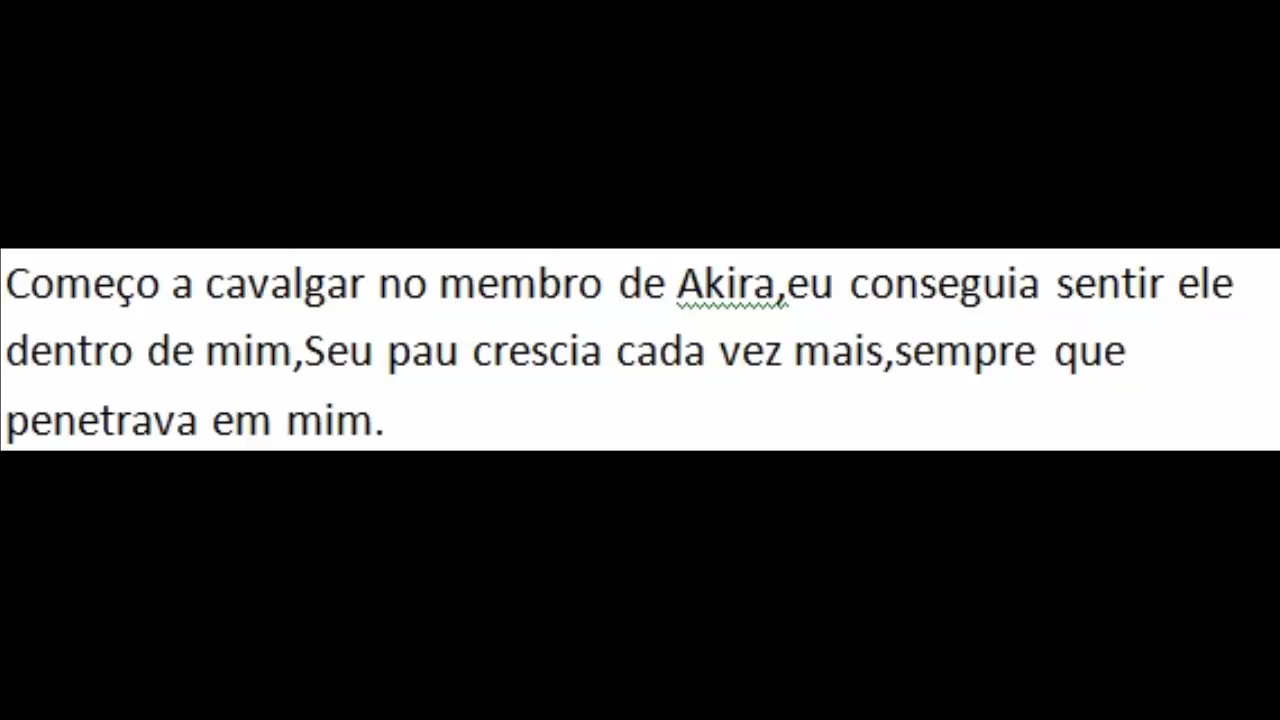 Começo a cavalgar no membro de Akira,eu conseguia sentir ele
dentro de mim,Seu pau crescia cada vez mais,sempre que
penetrava em mim.